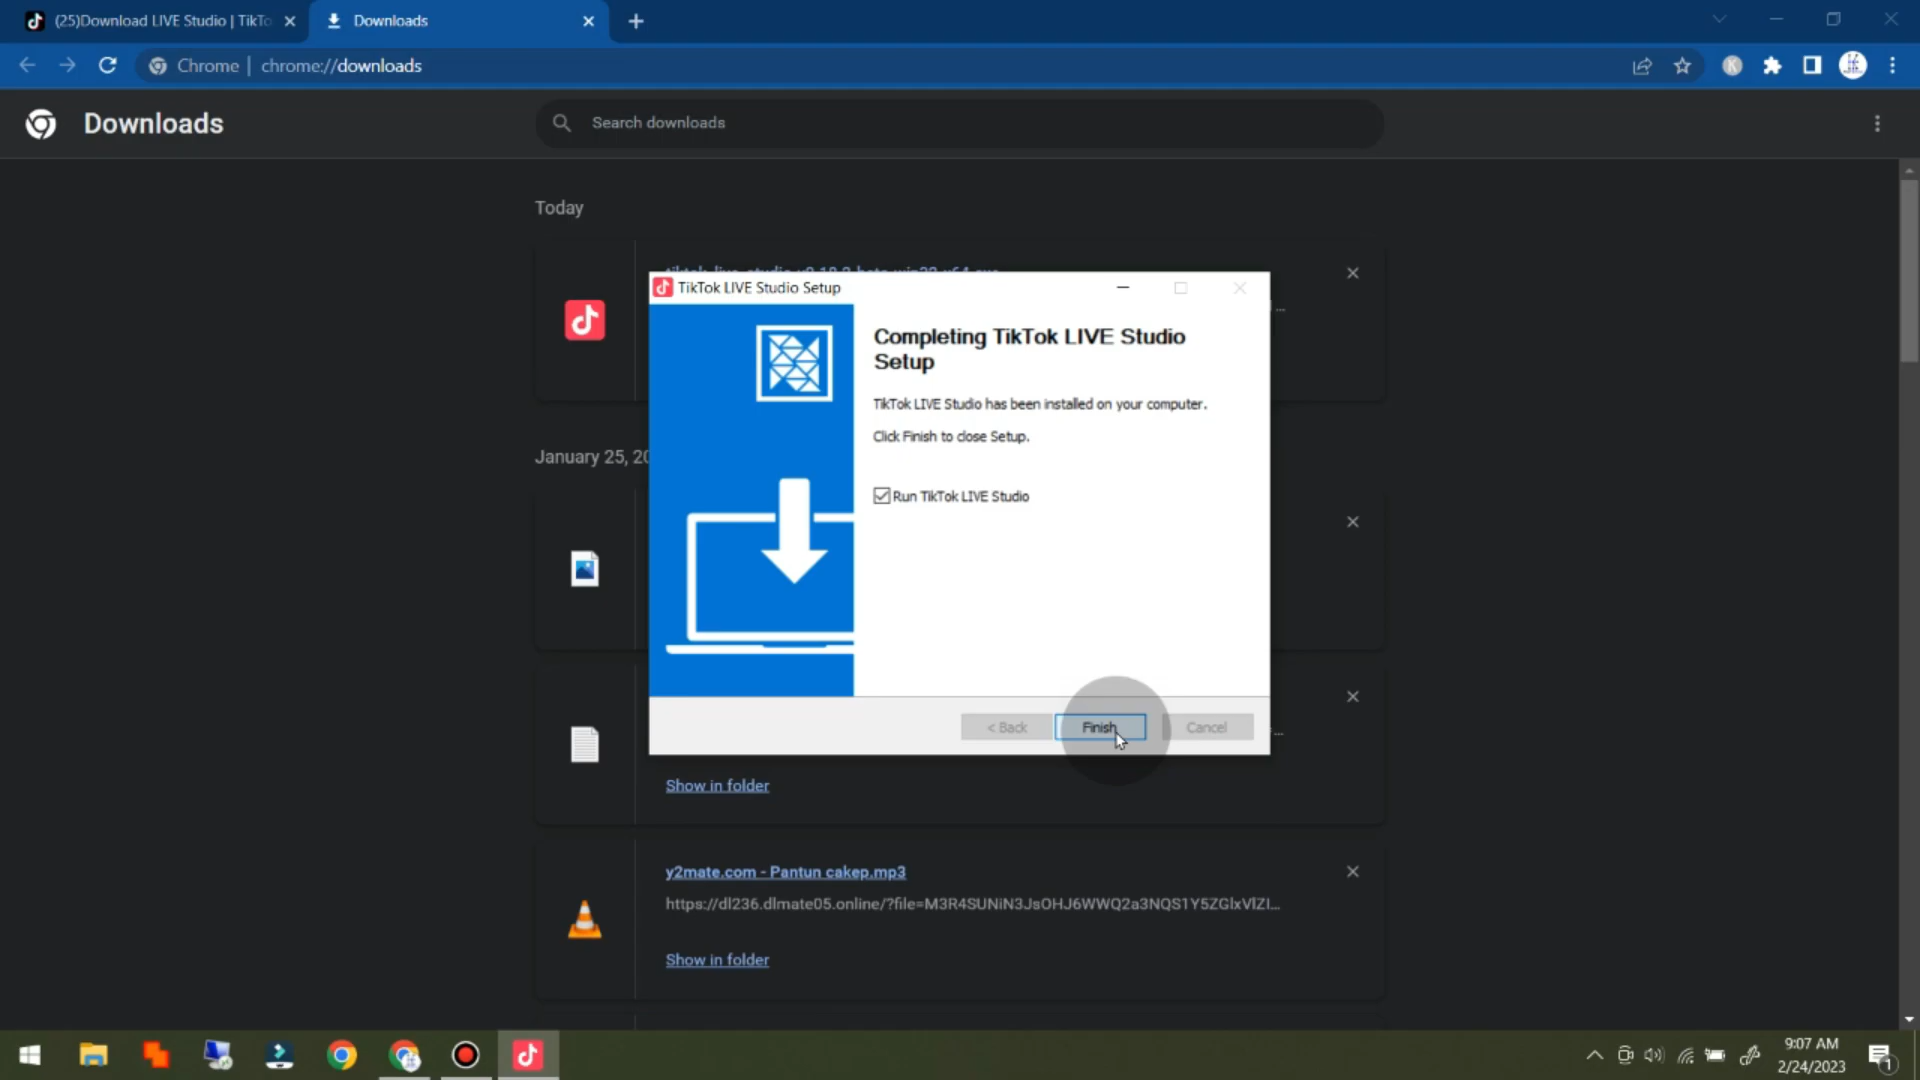 (25)Download LIVE Studio | TikTo
Downloads
Chrome | chrome://downloads
Downloads
Search downloads
Today
TikTok LIVE Studio Setup
Completing TikTok LIVE Studio
Setup
TikTok LIVE Studio has been installed on your computer.
Click Finish to close Setup.
January 25, 20
Run TikTok LIVE Studio
< Back
Finish
Cancel
Show in folder
y2mate.com - Pantun cakep.mp3
https://dl236.dlmate05.online/?file=M3R4SUNiN3JsOHJ6WWQ2a3NQS1Y5ZGlxVlZI...
Show in folder
9:07 AM
2/24/2023
1